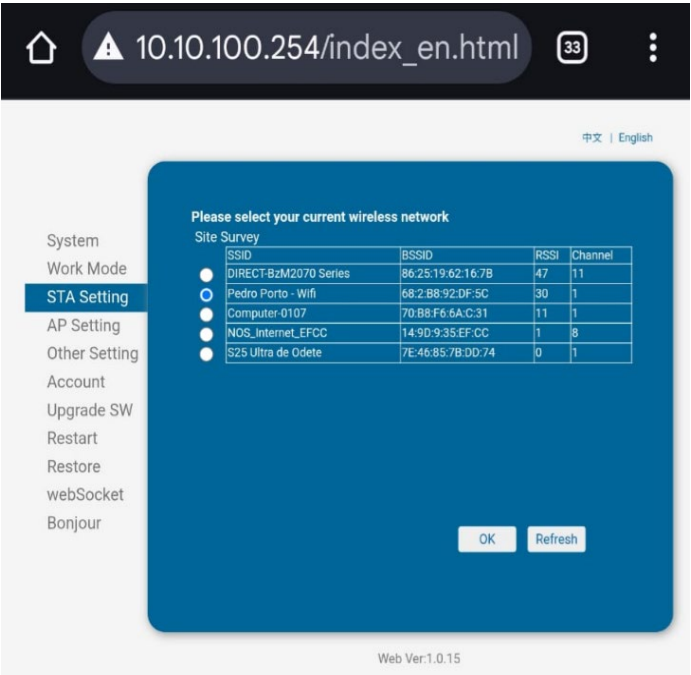 10.10.100.254/index_en.html 33
中文 | English
System
Work Mode
STA Setting
AP Setting
Other Setting
Account
Upgrade SW
Restart
Restore
webSocket
Bonjour
Please select your current wireless network
Site Survey
SSID BSSID RSSI Channel
DIRECT-BzM2070 Series 86:25:19:62:16:7B 47 11
Pedro Porto - Wifi 68:2:B8:92:DF:5C 30 1
Computer-0107 70:B8:F6:6A:C:31 11 1
NOS_Internet_EFCC 14:9D:9:35:EF:CC 1 8
S25 Ultra de Odete 7E:46:85:7B:DD:74 0 1
OK Refresh
Web Ver:1.0.15